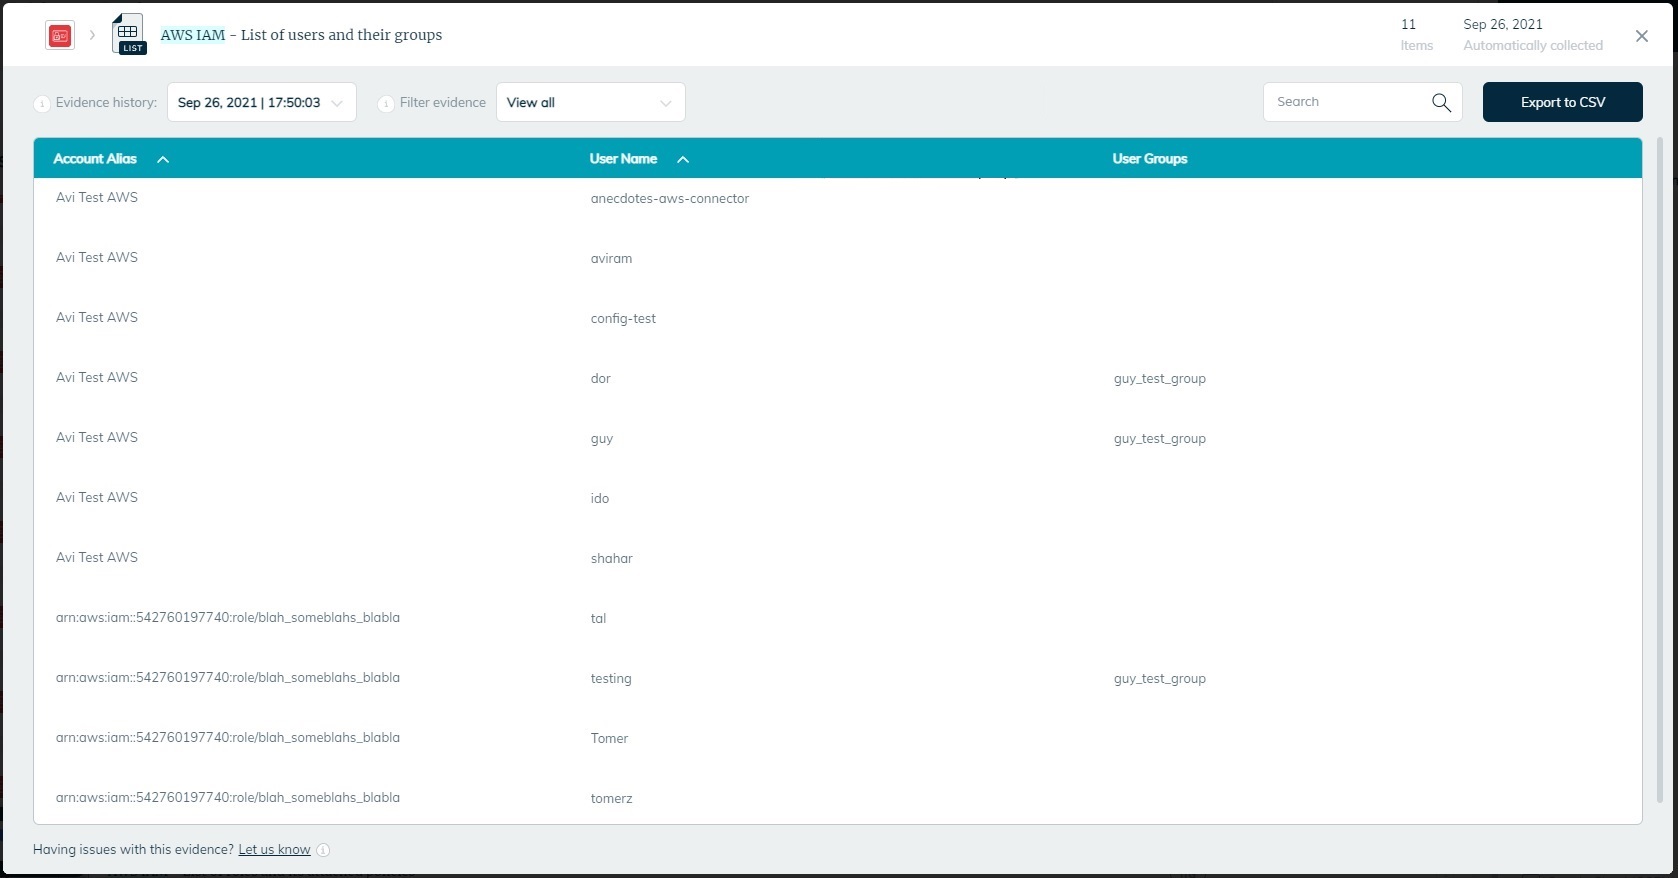 LIST
AWS IAM - List of users and their groups
11
Items
Sep 26, 2021
Automatically collected
Evidence history:
Sep 26, 2021 | 17:50:03
Filter evidence
View all
Search
Export to CSV
Account Alias User Name User Groups
Avi Test AWS anecdotes-aws-connector
Avi Test AWS aviram
Avi Test AWS config-test
Avi Test AWS dor guy_test_group
Avi Test AWS guy guy_test_group
Avi Test AWS ido
Avi Test AWS shahar
arn:aws:iam::542760197740:role/blah_someblahs_blabla tal
arn:aws:iam::542760197740:role/blah_someblahs_blabla testing guy_test_group
arn:aws:iam::542760197740:role/blah_someblahs_blabla Tomer
arn:aws:iam::542760197740:role/blah_someblahs_blabla tomerz
Having issues with this evidence? Let us know